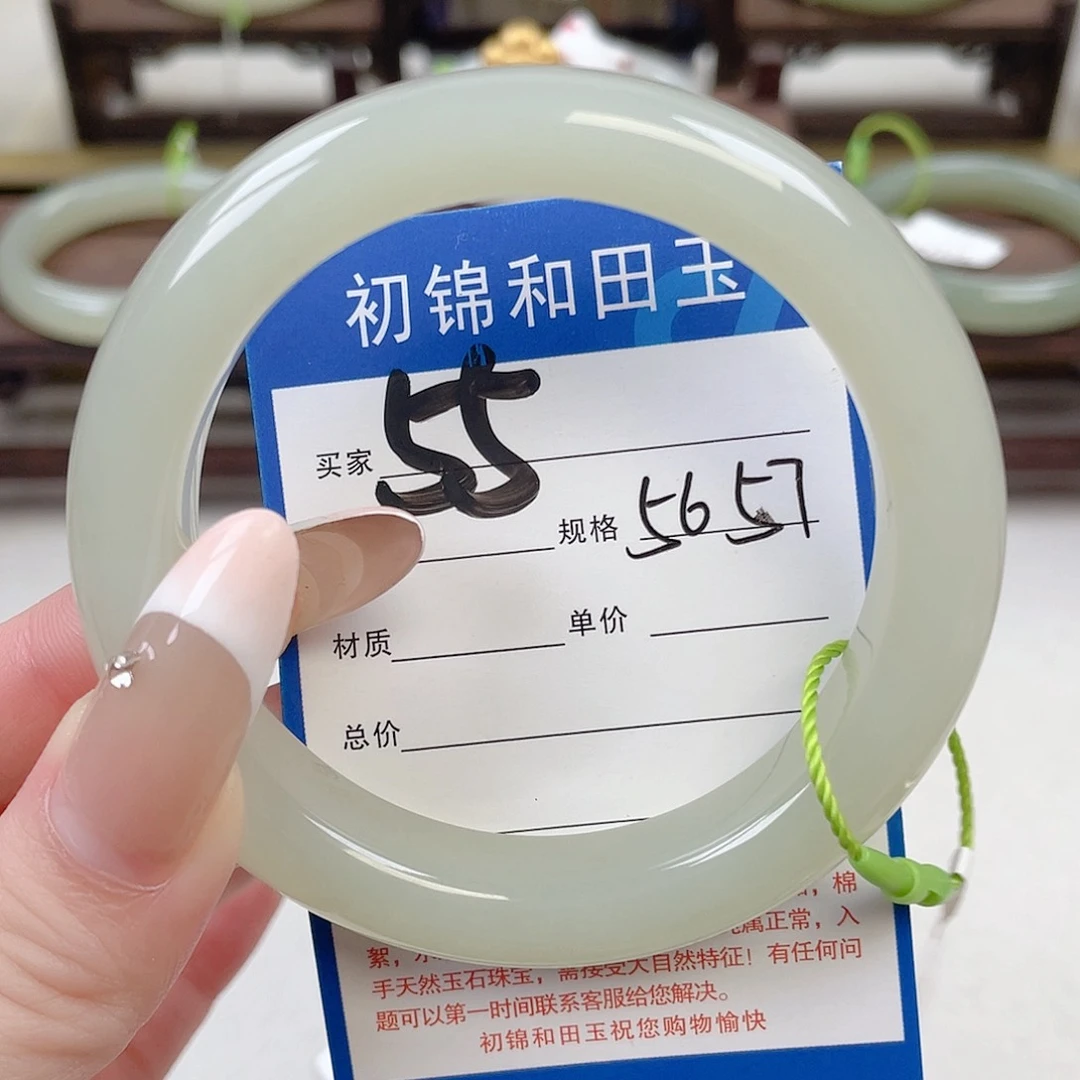 初锦和田玉
买家 55
规格 56 57
材质 单价
总价
棉
属正常，入
絮，
手天然玉石珠宝，需接受大自然特征！有任何问
题可以第一时间联系客服给您解决。
初锦和田玉祝您购物愉快